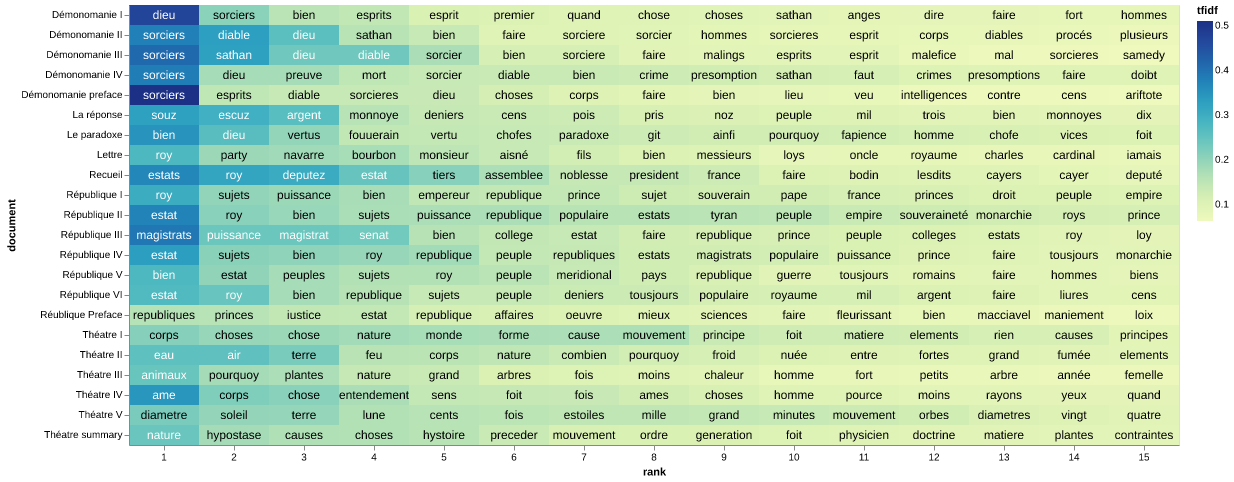 tfidf
Démonomanie I dieu sorciers bien esprits esprit premier quand chose choses sathan anges dire faire fort hommes
0.5
Démonomanie II sorciers diable dieu sathan bien faire sorciere sorcier hommes sorcieres esprit corps diables procés plusieurs
Démonomanie III sorciers sathan dieu diable sorcier bien sorciere faire malings esprits esprit malefice mal sorcieres samedy
0.4
Démonomanie IV sorciers dieu preuve mort sorcier diable bien crime presomption sathan faut crimes presomptions faire doibt
Démonomanie preface sorciers esprits diable sorcieres dieu choses corps faire bien lieu veu intelligences contre cens ariftote
La réponse souz escuz argent monnoye deniers cens pois pris noz peuple mil trois bien monnoyes dix
0.3
Le paradoxe bien dieu vertus fouuerain vertu chofes paradoxe git ainfi pourquoy fapience homme chofe vices foit
Lettre roy party navarre bourbon monsieur aisné fils bien messieurs loys oncle royaume charles cardinal iamais
0.2
Recueil estats roy deputez estat tiers assemblee noblesse president france faire bodin lesdits cayers cayer deputé
République I roy sujets puissance bien empereur republique prince sujet souverain pape france princes droit peuple empire
0.1
République II estat roy bien sujets puissance republique populaire estats tyran peuple empire souveraineté monarchie roys prince
République III magistrats puissance magistrat senat bien college estat faire republique prince peuple colleges estats roy loy
République IV estat sujets bien roy republique peuple republiques estats magistrats populaire puissance prince faire tousjours monarchie
République V bien estat peuples sujets roy peuple meridional pays republique guerre tousjours romains faire hommes biens
République VI estat roy bien republique sujets peuple deniers tousjours populaire royaume mil argent faire liures cens
Réublique Preface republiques princes iustice estat republique affaires oeuvre mieux sciences faire fleurissant bien macciavel maniement loix
Théatre I corps choses chose nature monde forme cause mouvement principe foit matiere elements rien causes principes
Théatre II eau air terre feu corps nature combien pourquoy froid nuée entre fortes grand fumée elements
Théatre III animaux pourquoy plantes nature grand arbres fois moins chaleur homme fort petits arbre année femelle
Théatre IV ame corps chose entendement sens foit fois ames choses homme pource moins rayons yeux quand
Théatre V diametre soleil terre lune cents fois estoiles mille grand minutes mouvement orbes diametres vingt quatre
Théatre summary nature hypostase causes choses hystoire preceder mouvement ordre generation foit physicien doctrine matiere plantes contraintes
document
1 2 3 4 5 6 7 8 9 10 11 12 13 14 15
rank